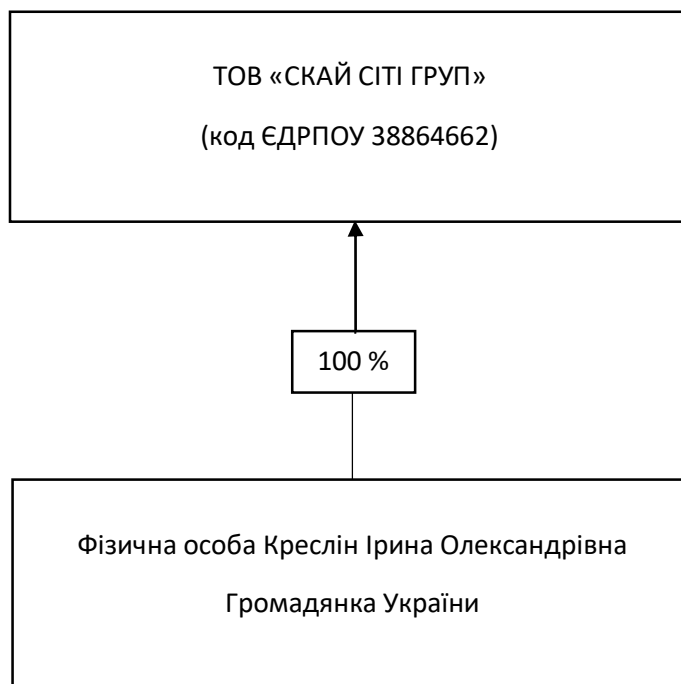 ТОВ «СКАЙ СІТІ ГРУП»
(код ЄДРПОУ 38864662)
100 %
Фізична особа Креслін Ірина Олександрівна
Громадянка України